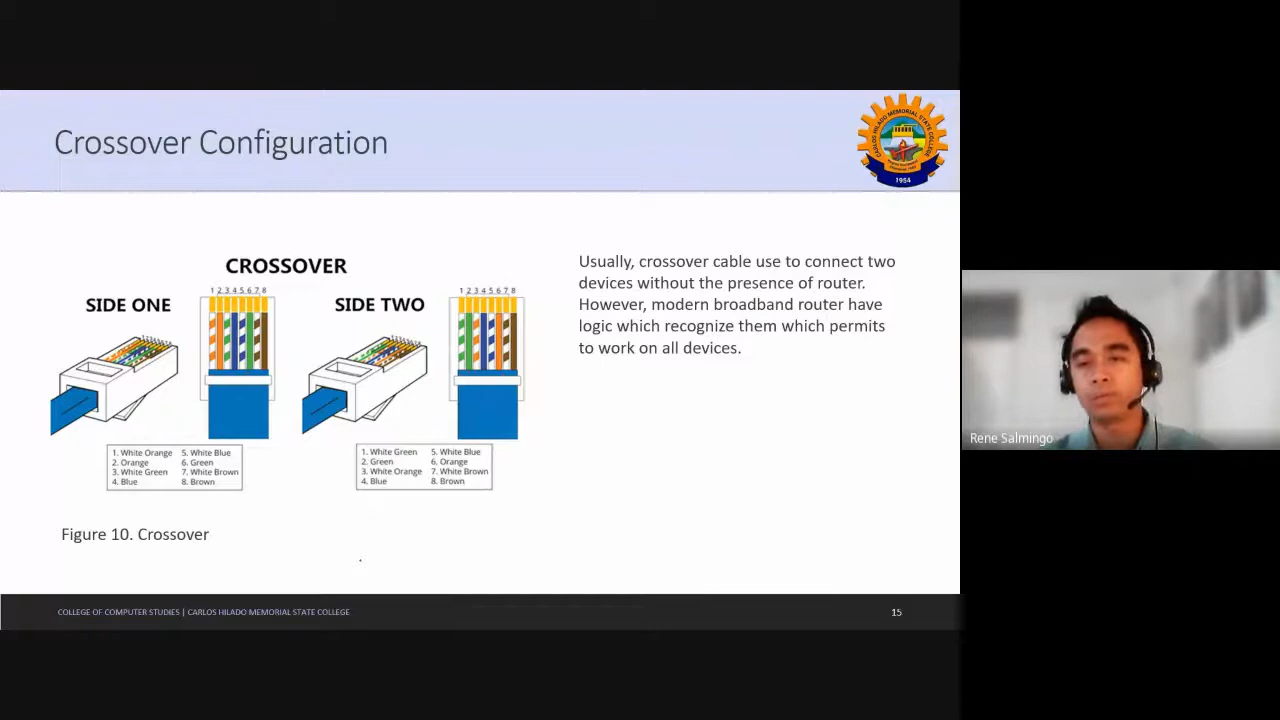 Crossover Configuration
CARLOS HILADO MEMORIAL STATE COLLEGE
1954
CROSSOVER
SIDE ONE
1 2 3 4 5 6 7 8
SIDE TWO
1 2 3 4 5 6 7 8
1. White Orange 5. White Blue
2. Orange 6. Green
3. White Green 7. White Brown
4. Blue 8. Brown
1. White Green 5. White Blue
2. Green 6. Orange
3. White Orange 7. White Brown
4. Blue 8. Brown
Figure 10. Crossover
Usually, crossover cable use to connect two
devices without the presence of router.
However, modern broadband router have
logic which recognize them which permits
to work on all devices.
Rene Salmingo
COLLEGE OF COMPUTER STUDIES | CARLOS HILADO MEMORIAL STATE COLLEGE
15